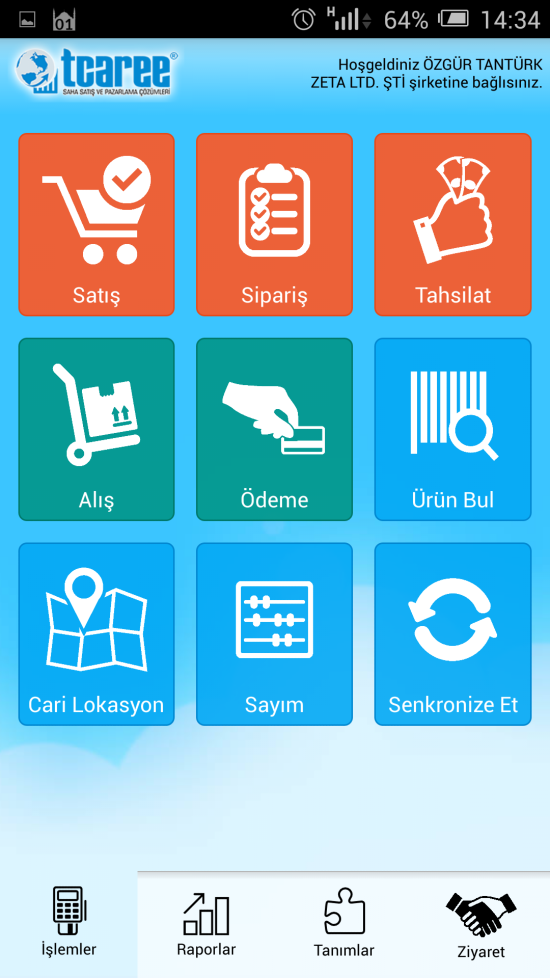 01
H
64%
14:34
tcaree®
SAHA SATIŞ VE PAZARLAMA ÇÖZÜMLERİ
Hoşgeldiniz ÖZGÜR TANTÜRK
ZETA LTD. ŞTİ şirketine bağlısınız.
Satış
Sipariş
Tahsilat
Alış
Ödeme
Ürün Bul
Cari Lokasyon
Sayım
Senkronize Et
İşlemler
Raporlar
Tanımlar
Ziyaret